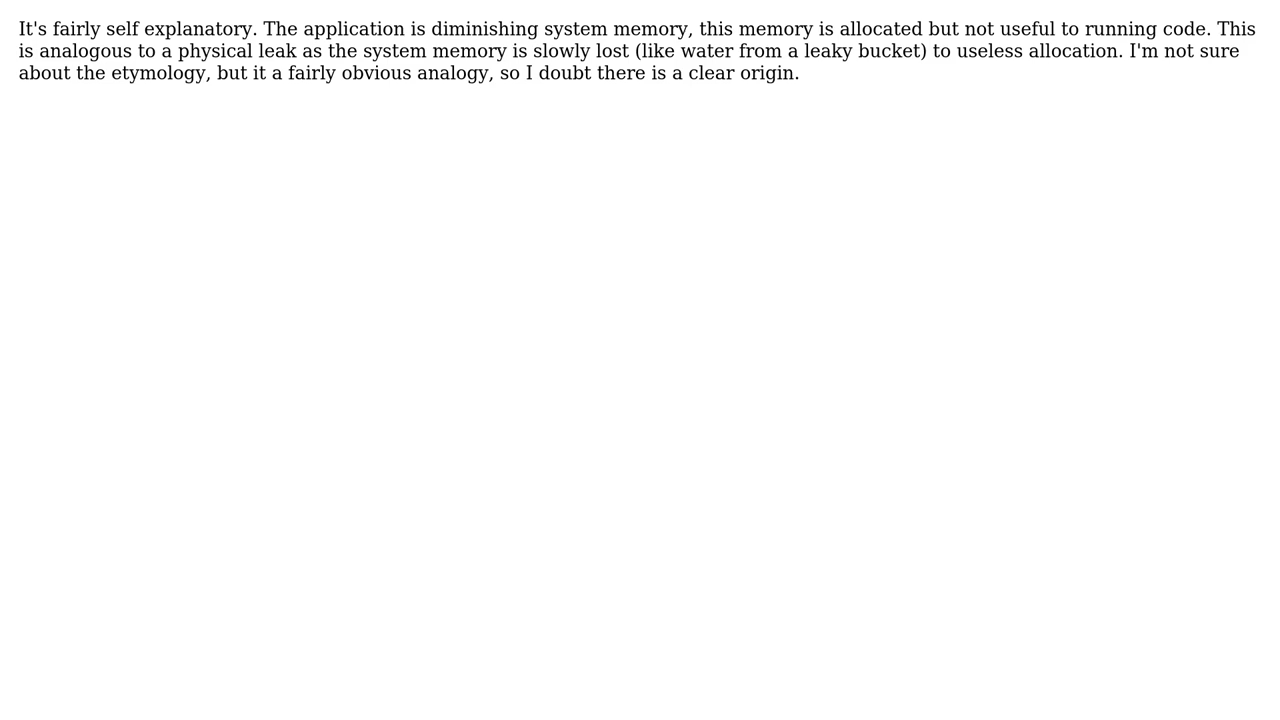 It's fairly self explanatory. The application is diminishing system memory, this memory is allocated but not useful to running code. This
is analogous to a physical leak as the system memory is slowly lost (like water from a leaky bucket) to useless allocation. I'm not sure
about the etymology, but it a fairly obvious analogy, so I doubt there is a clear origin.